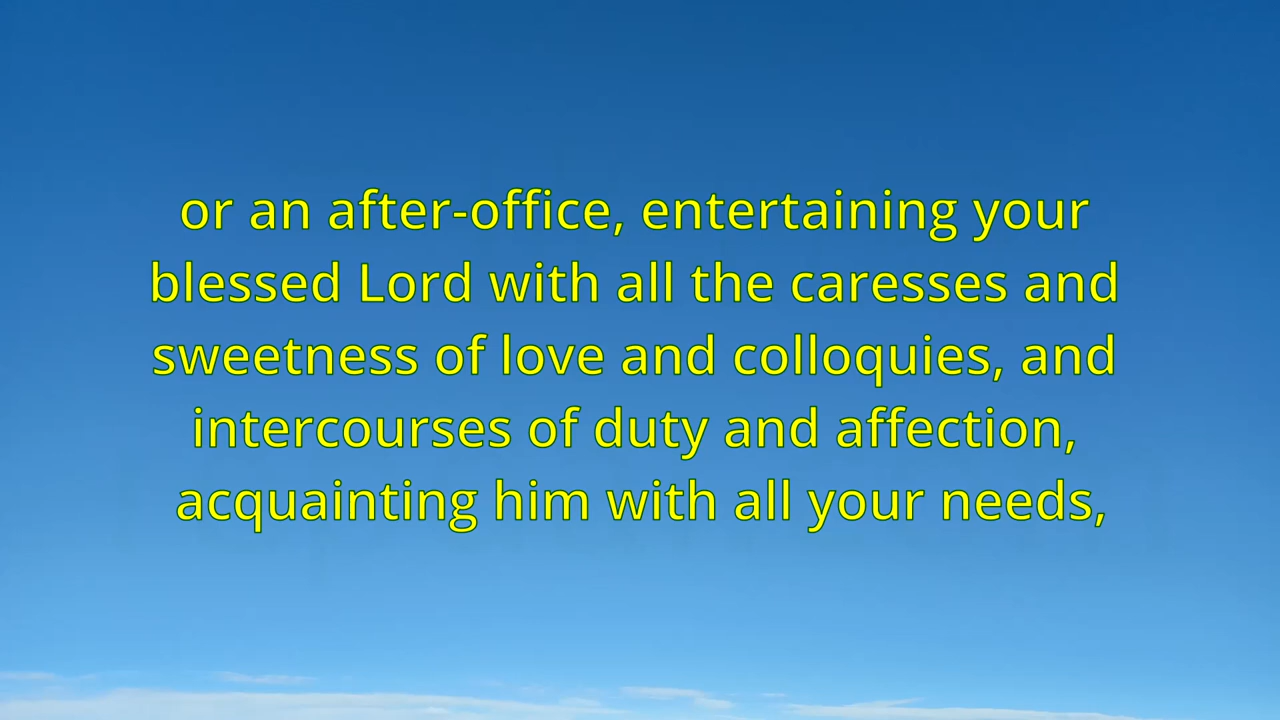 or an after-office, entertaining your
blessed Lord with all the caresses and
sweetness of love and colloquies, and
intercourses of duty and affection,
acquainting him with all your needs,